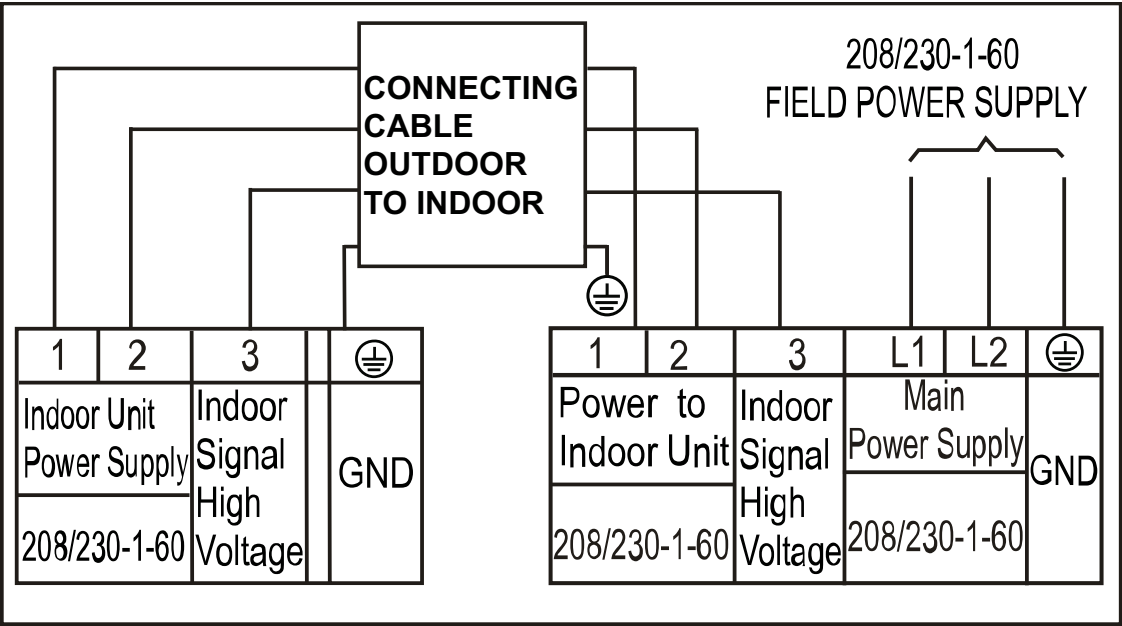 208/230-1-60
FIELD POWER SUPPLY
CONNECTING
CABLE
OUTDOOR
TO INDOOR
1 2 3
Indoor Unit
Power Supply
208/230-1-60
Indoor
Signal
High
Voltage
GND
1 2 3 L1 L2
Power to
Indoor Unit
208/230-1-60
Indoor
Signal
High
Voltage
Main
Power Supply
208/230-1-60
GND